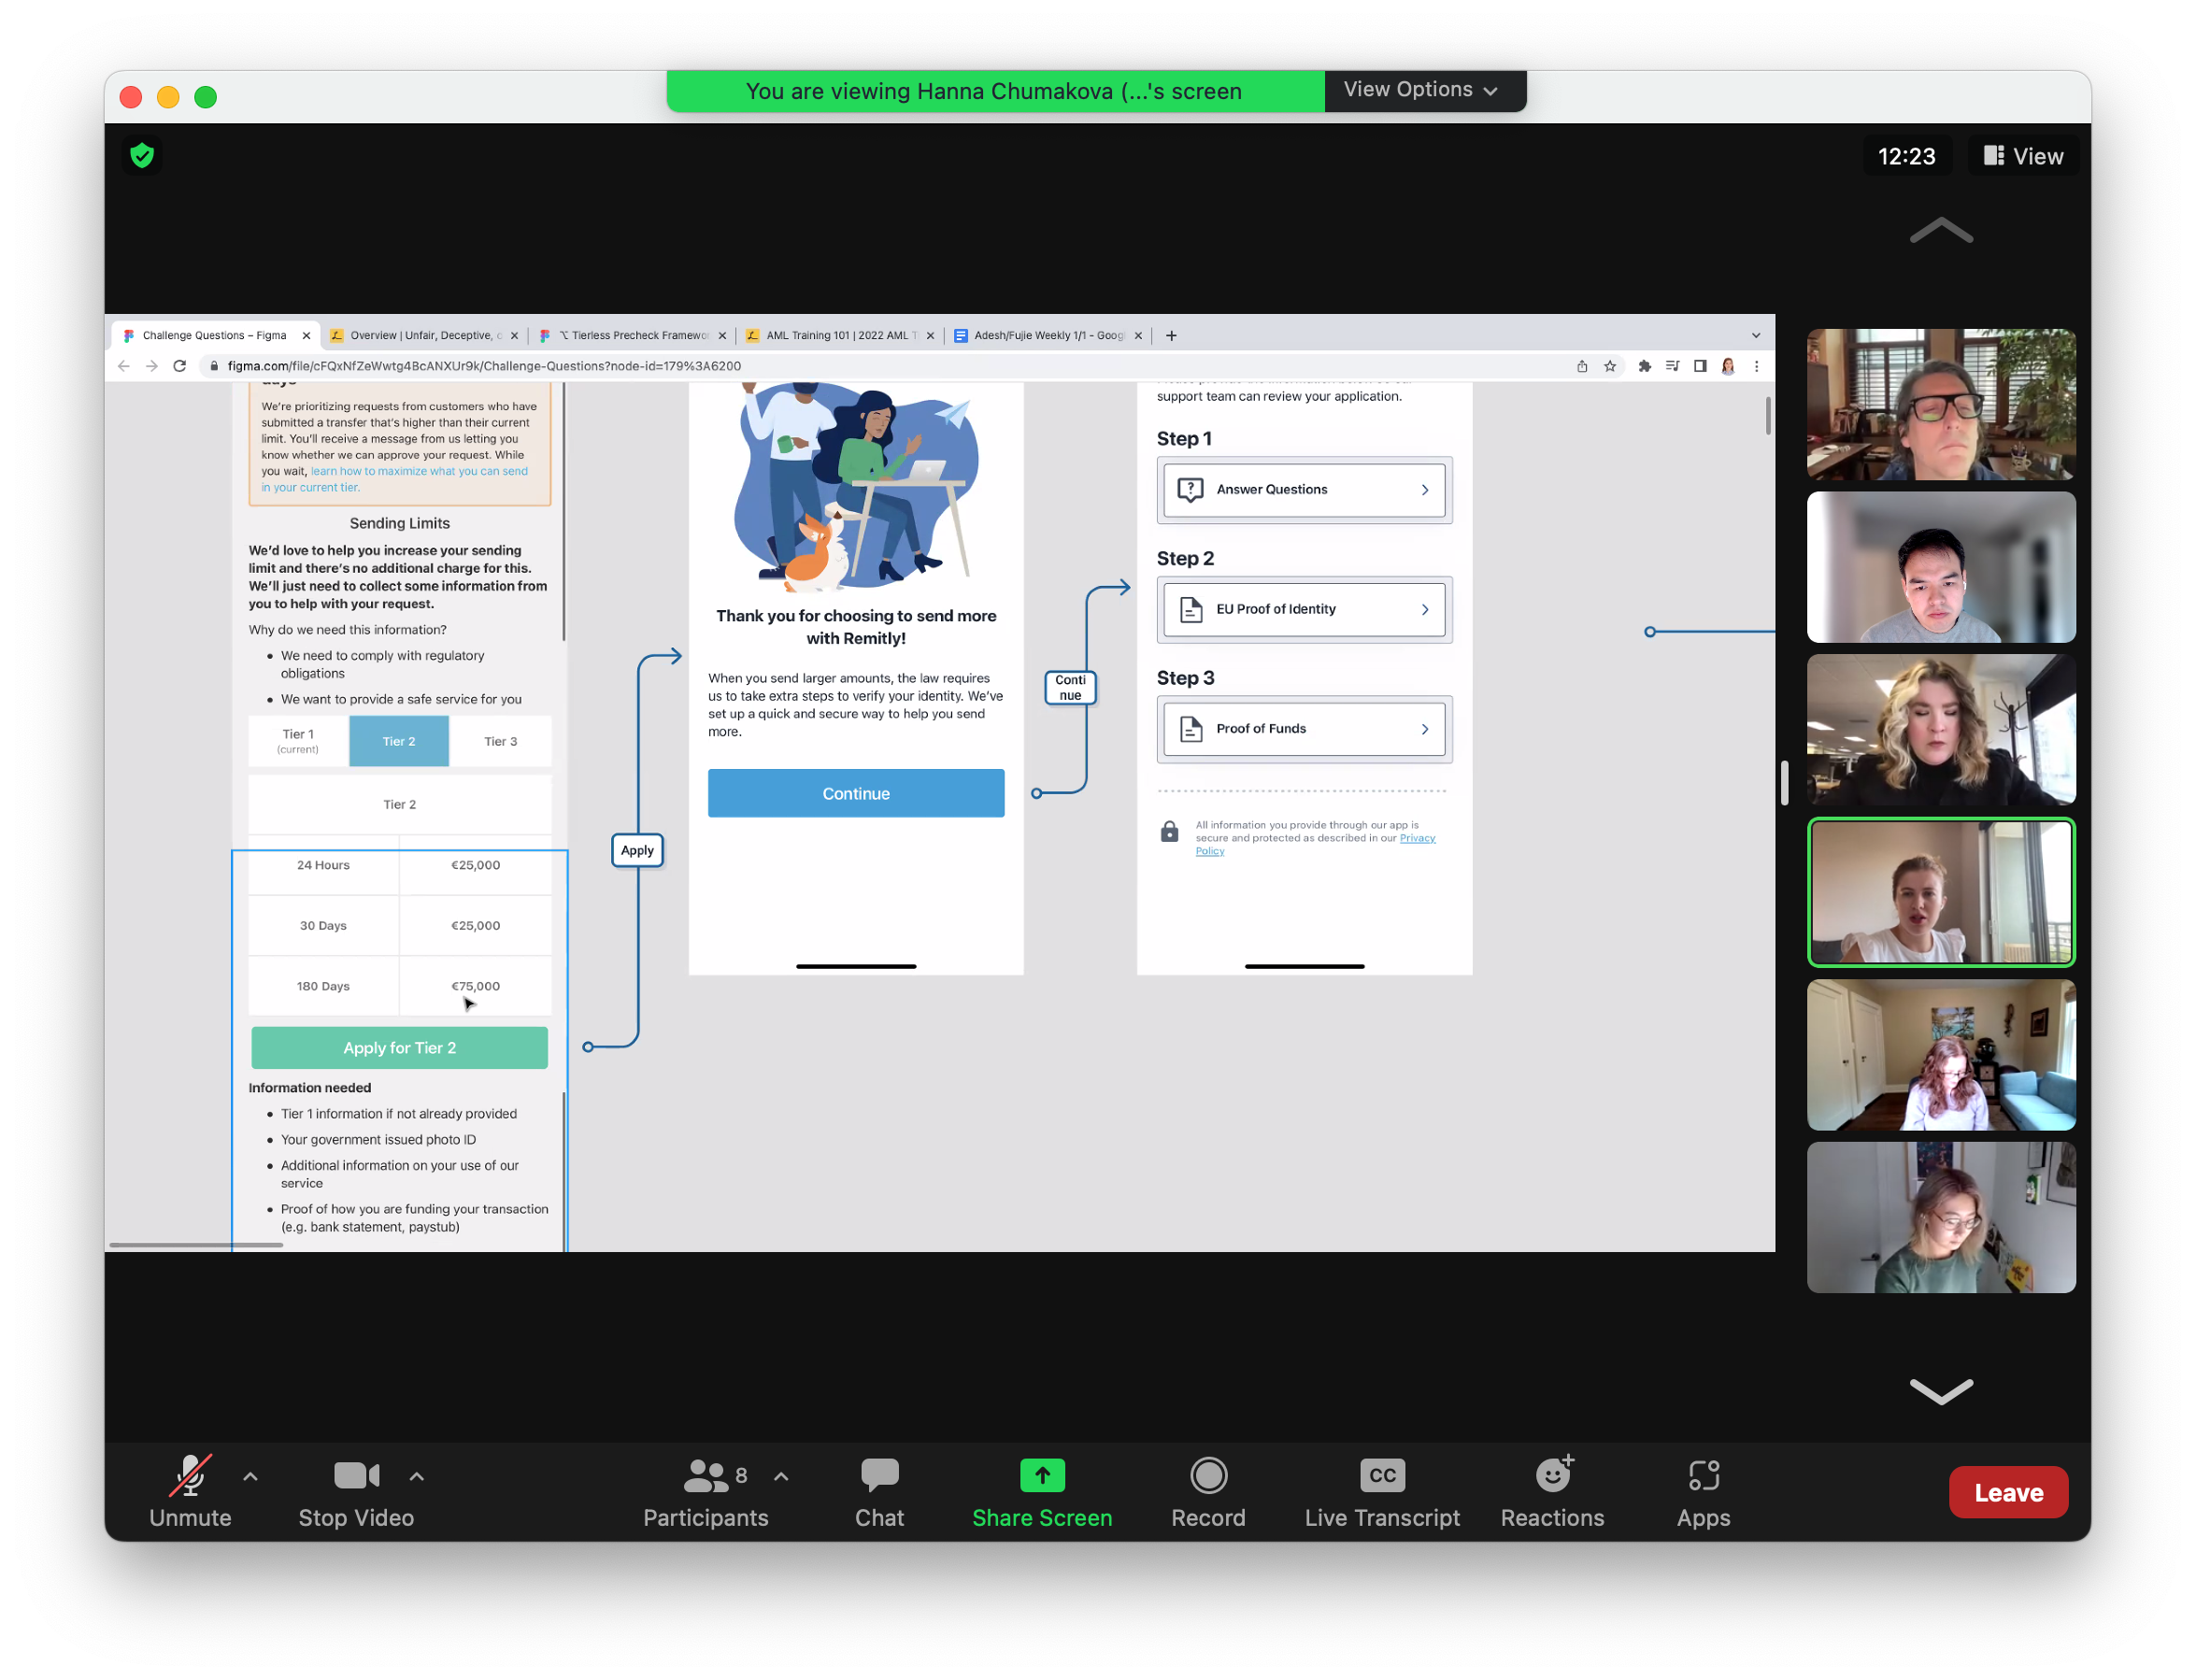 You are viewing Hanna Chumakova (...'s screen
View Options
12:23
View
Challenge Questions – Figma
Overview | Unfair, Deceptive, o
Tierless Precheck Framewo
AML Training 101 | 2022 AML T
Adesh/Fujie Weekly 1/1 - Goog
figma.com/file/cFQxNfZeWwtg4BcANXUr9k/Challenge-Questions?node-id=179%3A6200
days
We're prioritizing requests from customers who have
submitted a transfer that's higher than their current
limit. You'll receive a message from us letting you
know whether we can approve your request. While
you wait, learn how to maximize what you can send
in your current tier.
Sending Limits
We'd love to help you increase your sending
limit and there's no additional charge for this.
We'll just need to collect some information from
you to help with your request.
Why do we need this information?
• We need to comply with regulatory
obligations
• We want to provide a safe service for you
Tier 1
(current)
Tier 2
Tier 3
Tier 2
24 Hours €25,000
30 Days €25,000
180 Days €75,000
Apply for Tier 2
Information needed
• Tier 1 information if not already provided
• Your government issued photo ID
• Additional information on your use of our
service
• Proof of how you are funding your transaction
(e.g. bank statement, paystub)
Apply
Thank you for choosing to send more
with Remitly!
When you send larger amounts, the law requires
us to take extra steps to verify your identity. We've
set up a quick and secure way to help you send
more.
Continue
Conti
nue
support team can review your application.
Step 1
Answer Questions
Step 2
EU Proof of Identity
Step 3
Proof of Funds
All information you provide through our app is
secure and protected as described in our Privacy
Policy
Unmute
Stop Video
8
Participants
Chat
Share Screen
Record
CC
Live Transcript
Reactions
Apps
Leave